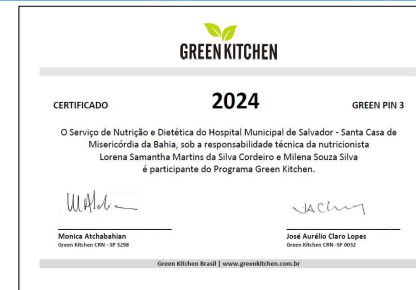 GREEN KITCHEN
CERTIFICADO
2024
GREEN PIN 3
O Serviço de Nutrição e Dietética do Hospital Municipal de Salvador - Santa Casa de
Misericórdia da Bahia, sob a responsabilidade técnica da nutricionista
Lorena Samantha Martins da Silva Cordeiro e Milena Souza Silva
é participante do Programa Green Kitchen.
Monica Atchabahian
Green Kitchen CRN - SP 3298
José Aurélio Claro Lopes
Green Kitchen CRN -SP 0032
Green Kitchen Brasil | www.greenkitchen.com.br